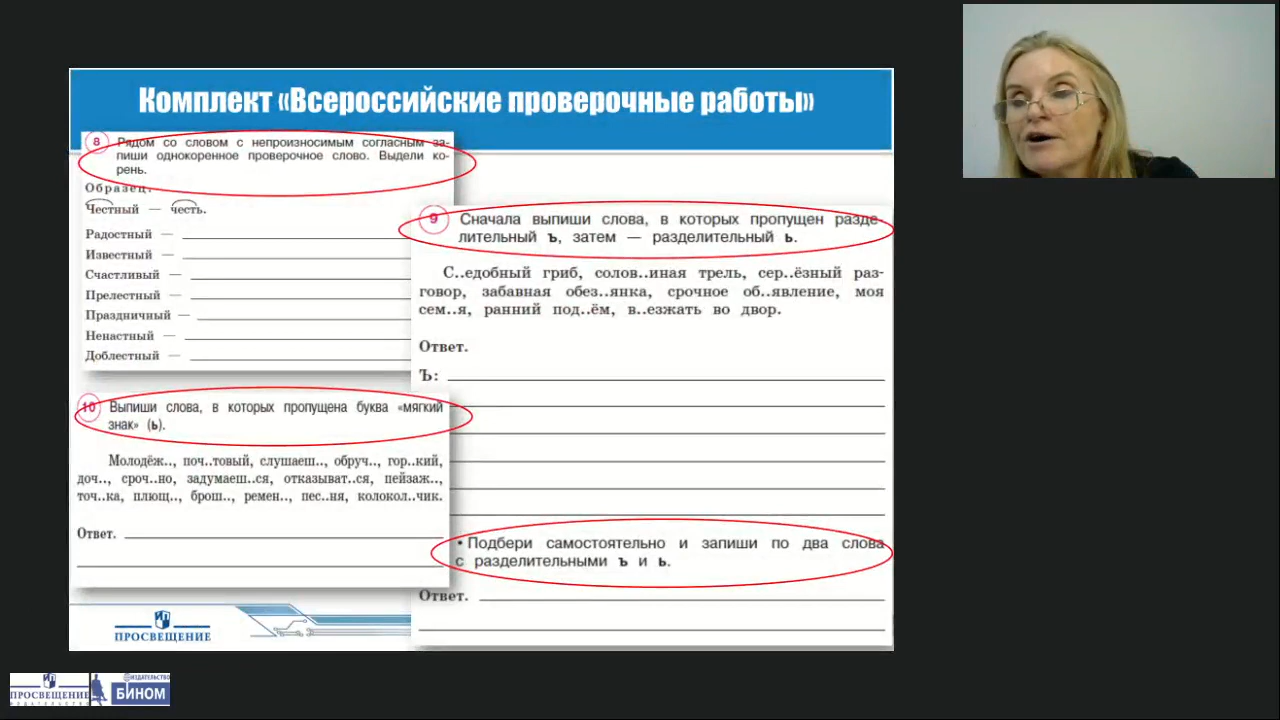 Комплект «Всероссийские проверочные работы»
8 Рядом со словом с непроизносимым согласным за-
пиши однокоренное проверочное слово. Выдели ко-
рень.
Образец.
Честный — честь.
Радостный —
Известный —
Счастливый —
Прелестный —
Праздничный —
Ненастный —
Доблестный —
9 Сначала выпиши слова, в которых пропущен разде-
лительный ъ, затем — разделительный ь.
С..едобный гриб, солов..иная трель, сер..ёзный раз-
говор, забавная обез..янка, срочное об..явление, моя
сем..я, ранний под..ём, в..езжать во двор.
Ответ.
Ъ:
• Подбери самостоятельно и запиши по два слова
с разделительными ъ и ь.
Ответ.
10 Выпиши слова, в которых пропущена буква «мягкий
знак» (ь).
Молодёж.., поч..товый, слушаеш.., обруч.., гор..кий,
доч.., сроч..но, задумаеш..ся, отказыват..ся, пейзаж..,
точ..ка, плющ.., брош.., ремен.., пес..ня, колокол..чик.
Ответ.
ПРОСВЕЩЕНИЕ
ПРОСВЕЩЕНИЕ
ИЗДАТЕЛЬСТВО
ИЗДАТЕЛЬСТВО
БИНОМ